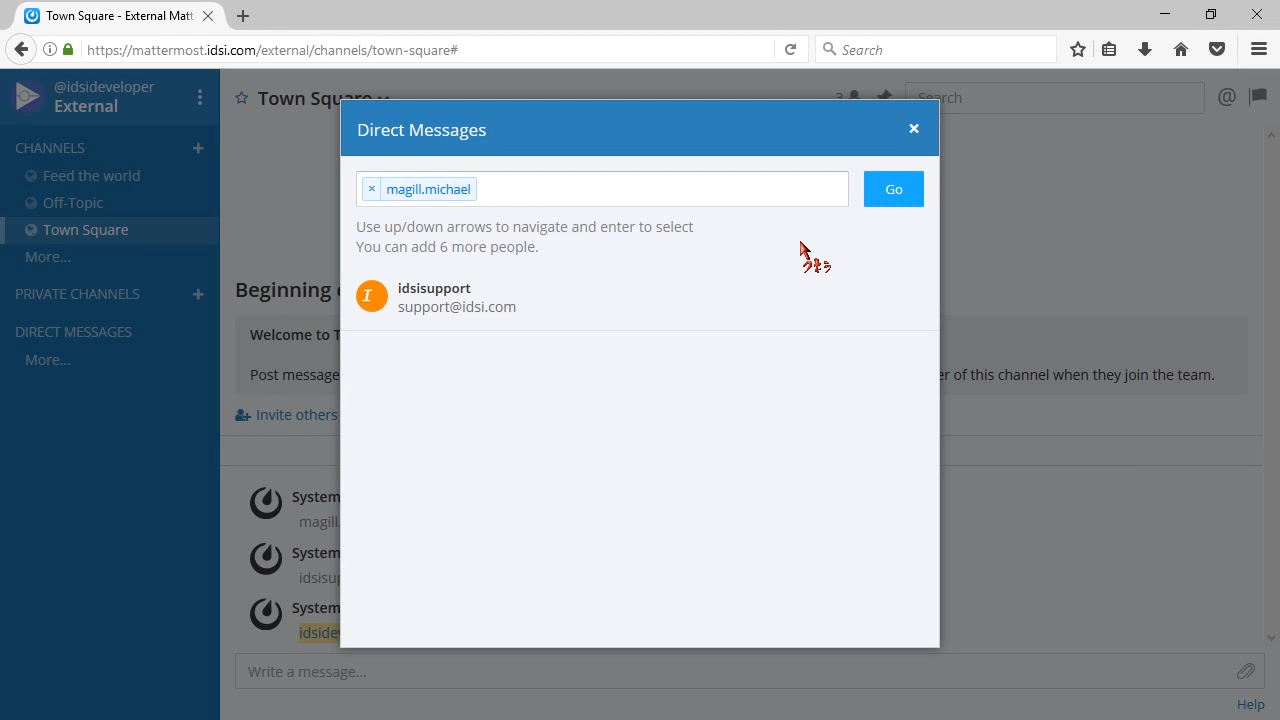 Town Square - External Matt
https://mattermost.idsi.com/external/channels/town-square#
Search
@idsideveloper
External
CHANNELS
Feed the world
Off-Topic
Town Square
More...
PRIVATE CHANNELS
DIRECT MESSAGES
More...
Town Square
3
Search
@
Direct Messages
×
× magill.michael
Go
Use up/down arrows to navigate and enter to select
You can add 6 more people.
I
idsisupport
support@idsi.com
Beginning
Welcome to T
Post message
er of this channel when they join the team.
Invite others
System
magill.
System
idsisup
System
idside
Write a message...
Help